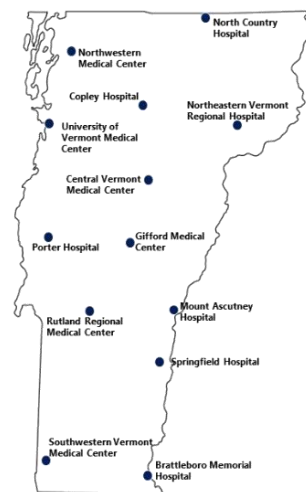 North Country
Hospital
Northwestern
Medical Center
Copley Hospital
Northeastern Vermont
Regional Hospital
University of
Vermont Medical
Center
Central Vermont
Medical Center
Porter Hospital
Gifford Medical
Center
Mount Ascutney
Hospital
Rutland Regional
Medical Center
Springfield Hospital
Southwestern Vermont
Medical Center
Brattleboro Memorial
Hospital